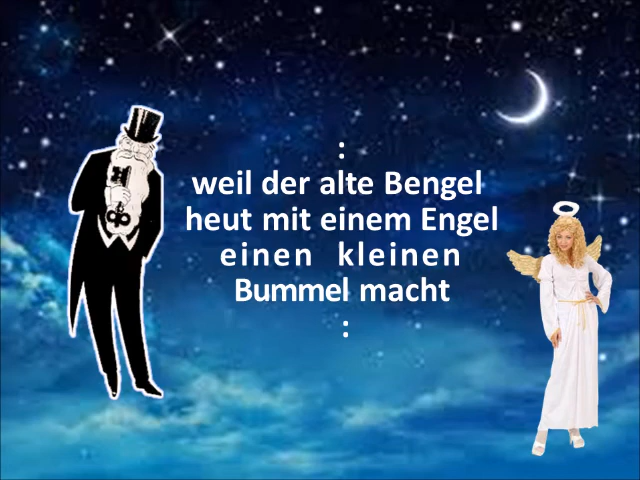 :
weil der alte Bengel
heut mit einem Engel
einen kleinen
Bummel macht
: